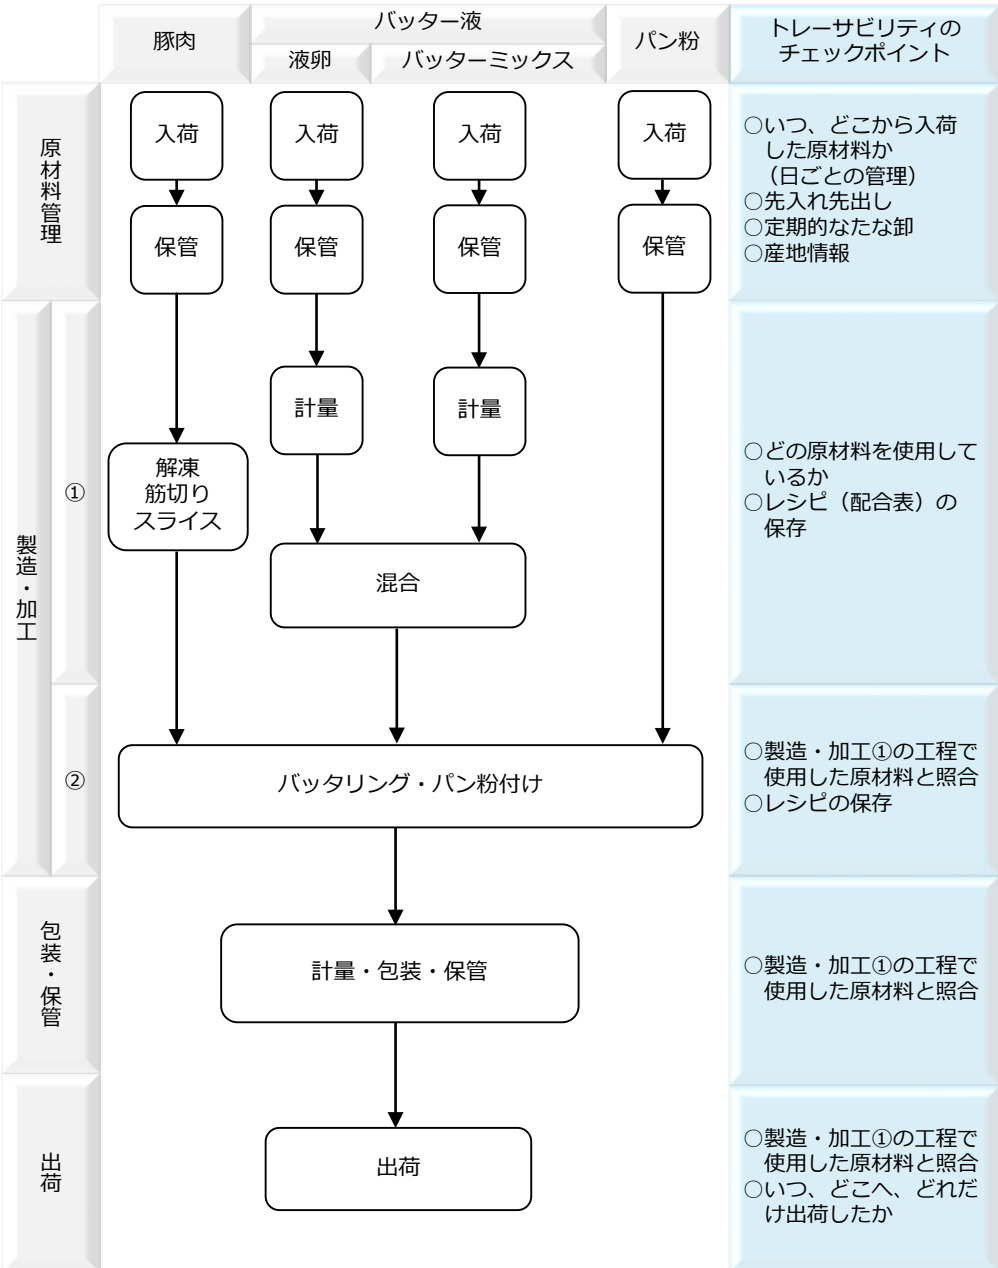 豚肉
バッター液
液卵
バッターミックス
パン粉
トレーサビリティの
チェックポイント
原材料管理
入荷
入荷
入荷
入荷
保管
保管
保管
保管
○いつ、どこから入荷
した原材料か
（日ごとの管理）
○先入れ先出し
○定期的なたな卸
○産地情報
製造・加工
①
計量
計量
解凍
筋切り
スライス
混合
○どの原材料を使用して
いるか
○レシピ（配合表）の
保存
②
バッタリング・パン粉付け
○製造・加工①の工程で
使用した原材料と照合
○レシピの保存
包装・保管
計量・包装・保管
○製造・加工①の工程で
使用した原材料と照合
出荷
出荷
○製造・加工①の工程で
使用した原材料と照合
○いつ、どこへ、どれだ
け出荷したか